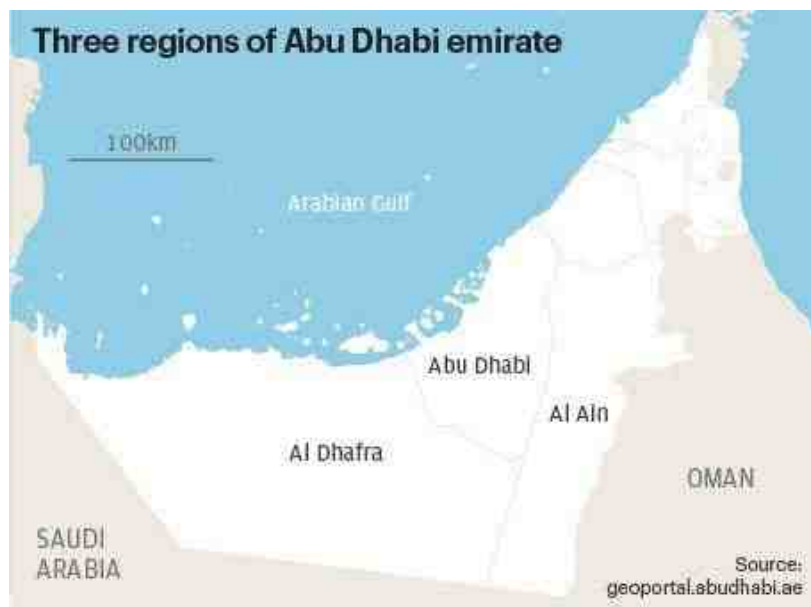 Three regions of Abu Dhabi emirate
100km
Arabian Gulf
Abu Dhabi
Al Ain
Al Dhafra
OMAN
SAUDI
ARABIA
Source:
geoportal.abudhabi.ae